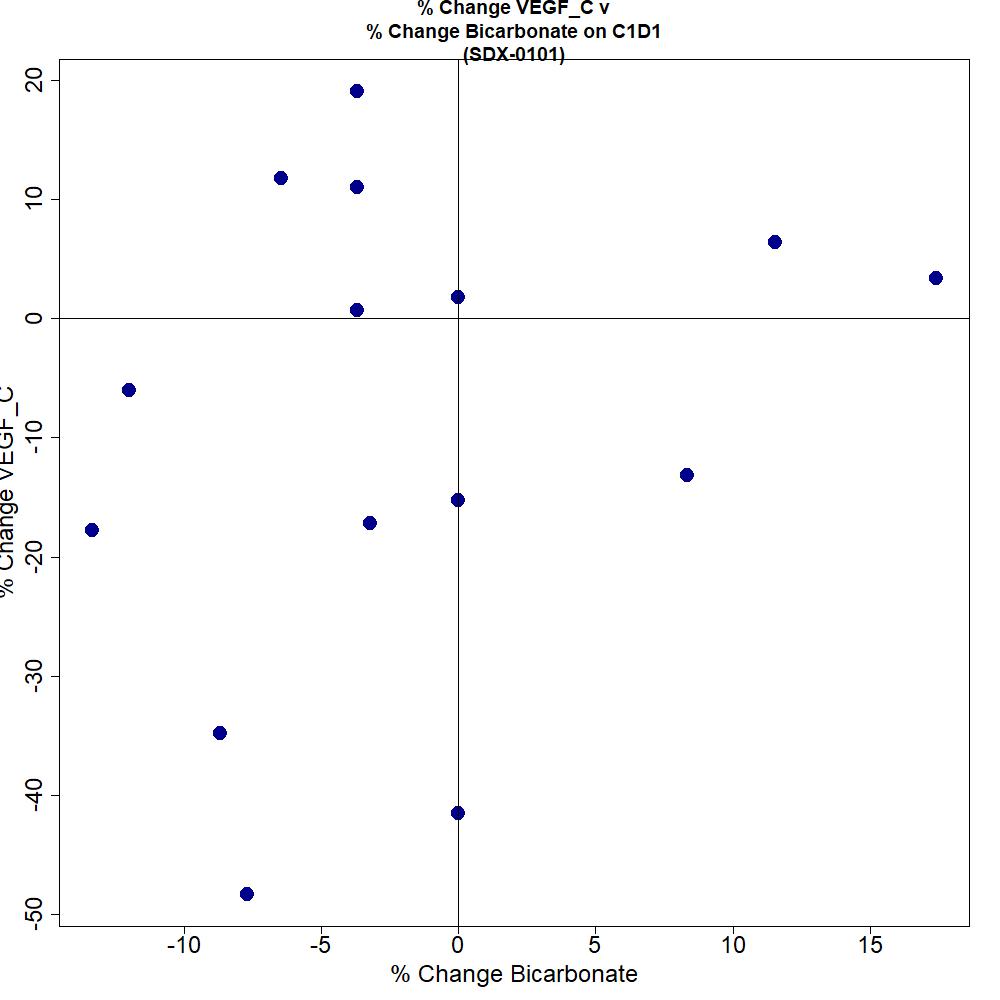 % Change VEGF_C v
% Change Bicarbonate on C1D1
(SDX-0101)
% Change VEGF_C
20
10
0
-10
-20
-30
-40
-50
-10
-5
0
5
10
15
% Change Bicarbonate